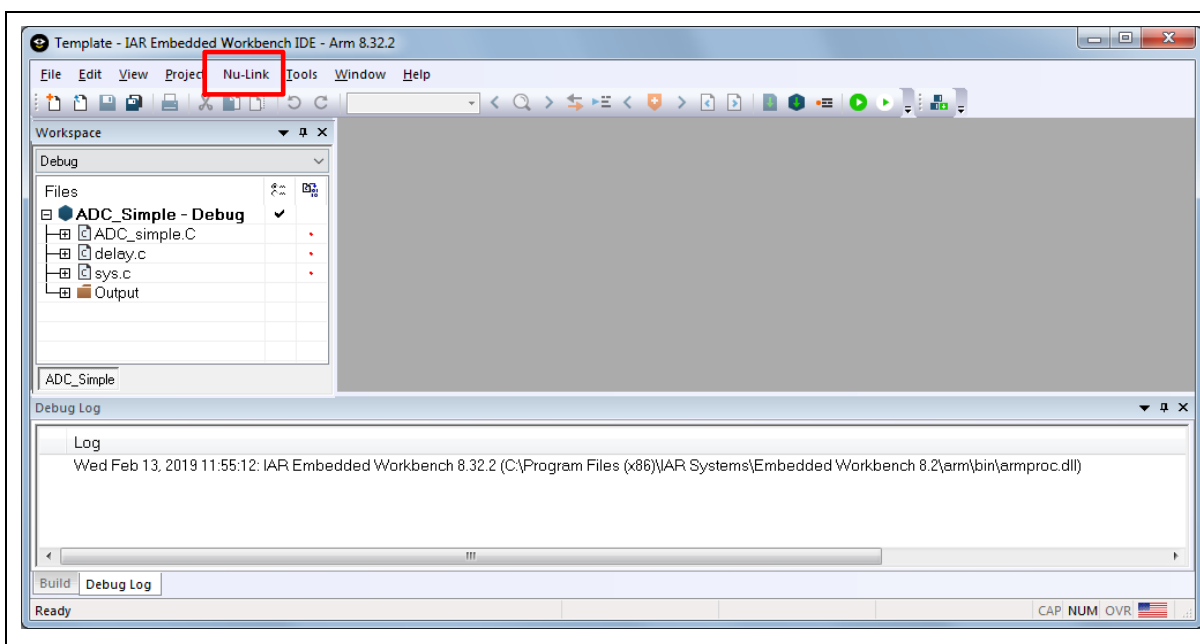 Template - IAR Embedded Workbench IDE - Arm 8.32.2
File Edit View Project Nu-Link Tools Window Help
Workspace
Debug
Files
ADC_Simple - Debug
ADC_simple.C
delay.c
sys.c
Output
ADC_Simple
Debug Log
Log
Wed Feb 13, 2019 11:55:12: IAR Embedded Workbench 8.32.2 (C:\Program Files (x86)\IAR Systems\Embedded Workbench 8.2\arm\bin\armproc.dll)
Build Debug Log
Ready CAP NUM OVR